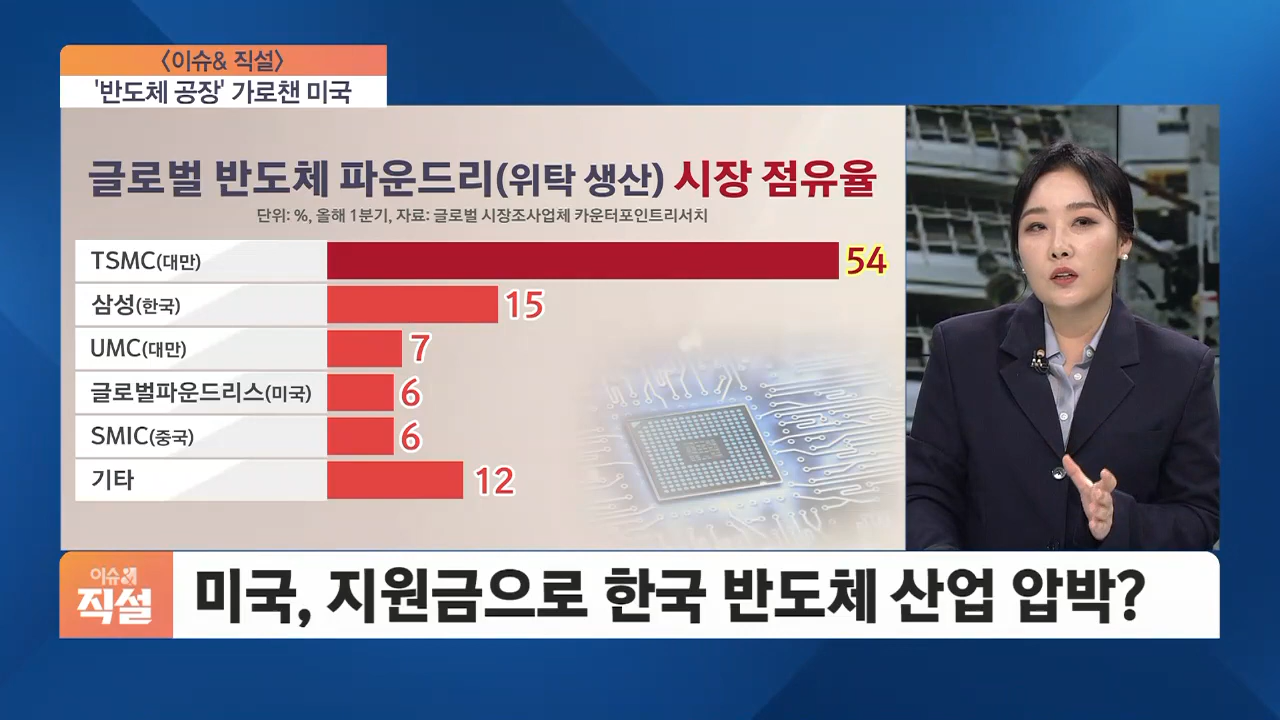 〈이슈& 직설〉
'반도체 공장' 가로챈 미국
글로벌 반도체 파운드리(위탁 생산) 시장 점유율
단위: %, 올해 1분기, 자료: 글로벌 시장조사업체 카운터포인트리서치
TSMC(대만) 54
삼성(한국) 15
UMC(대만) 7
글로벌파운드리스(미국) 6
SMIC(중국) 6
기타 12
이슈&
직설
미국, 지원금으로 한국 반도체 산업 압박?